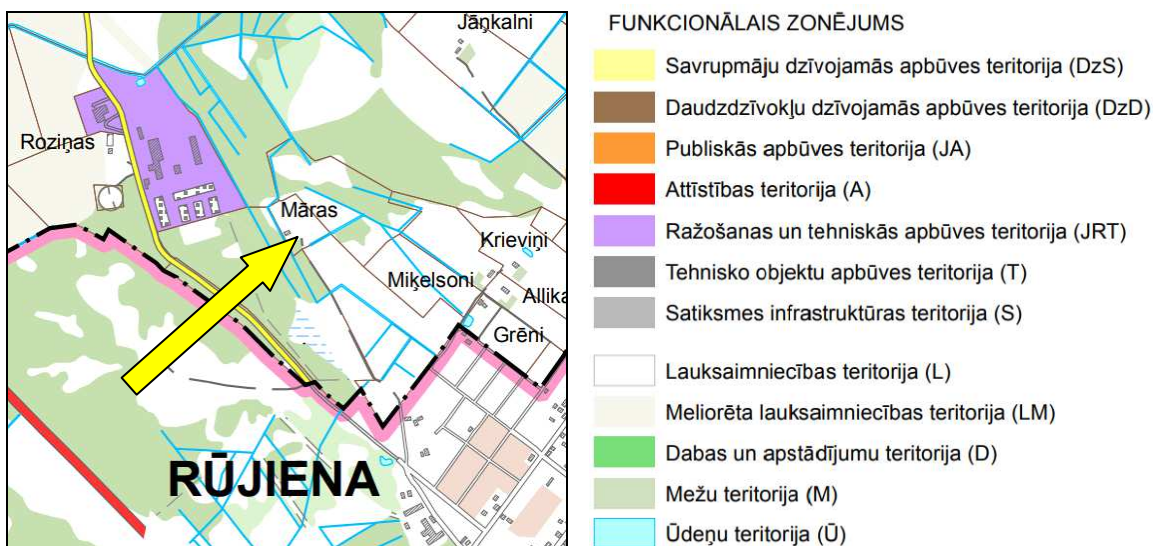 Jāņkalni
Roziņas
Māras
Krieviņi
Miķelsoni
Allika
Grēni
RŪJIENA
FUNKCIONĀLAIS ZONĒJUMS
Savrupmāju dzīvojamās apbūves teritorija (DzS)
Daudzdzīvokļu dzīvojamās apbūves teritorija (DzD)
Publiskās apbūves teritorija (JA)
Attīstības teritorija (A)
Ražošanas un tehniskās apbūves teritorija (JRT)
Tehnisko objektu apbūves teritorija (T)
Satiksmes infrastruktūras teritorija (S)
Lauksaimniecības teritorija (L)
Meliorēta lauksaimniecības teritorija (LM)
Dabas un apstādījumu teritorija (D)
Mežu teritorija (M)
Ūdeņu teritorija (Ū)